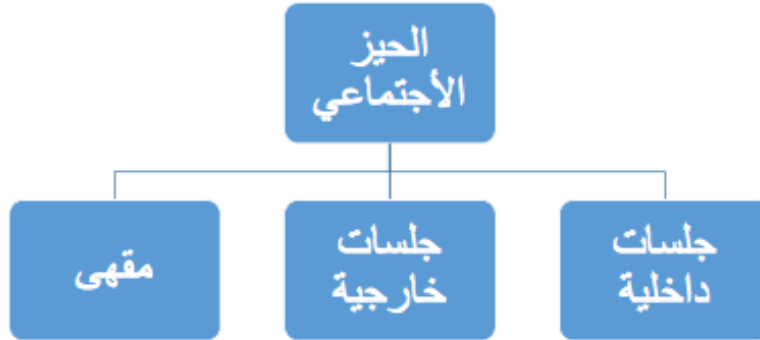 الحيز
الأجتماعي
جلسات
داخلية
جلسات
خارجية
مقهى